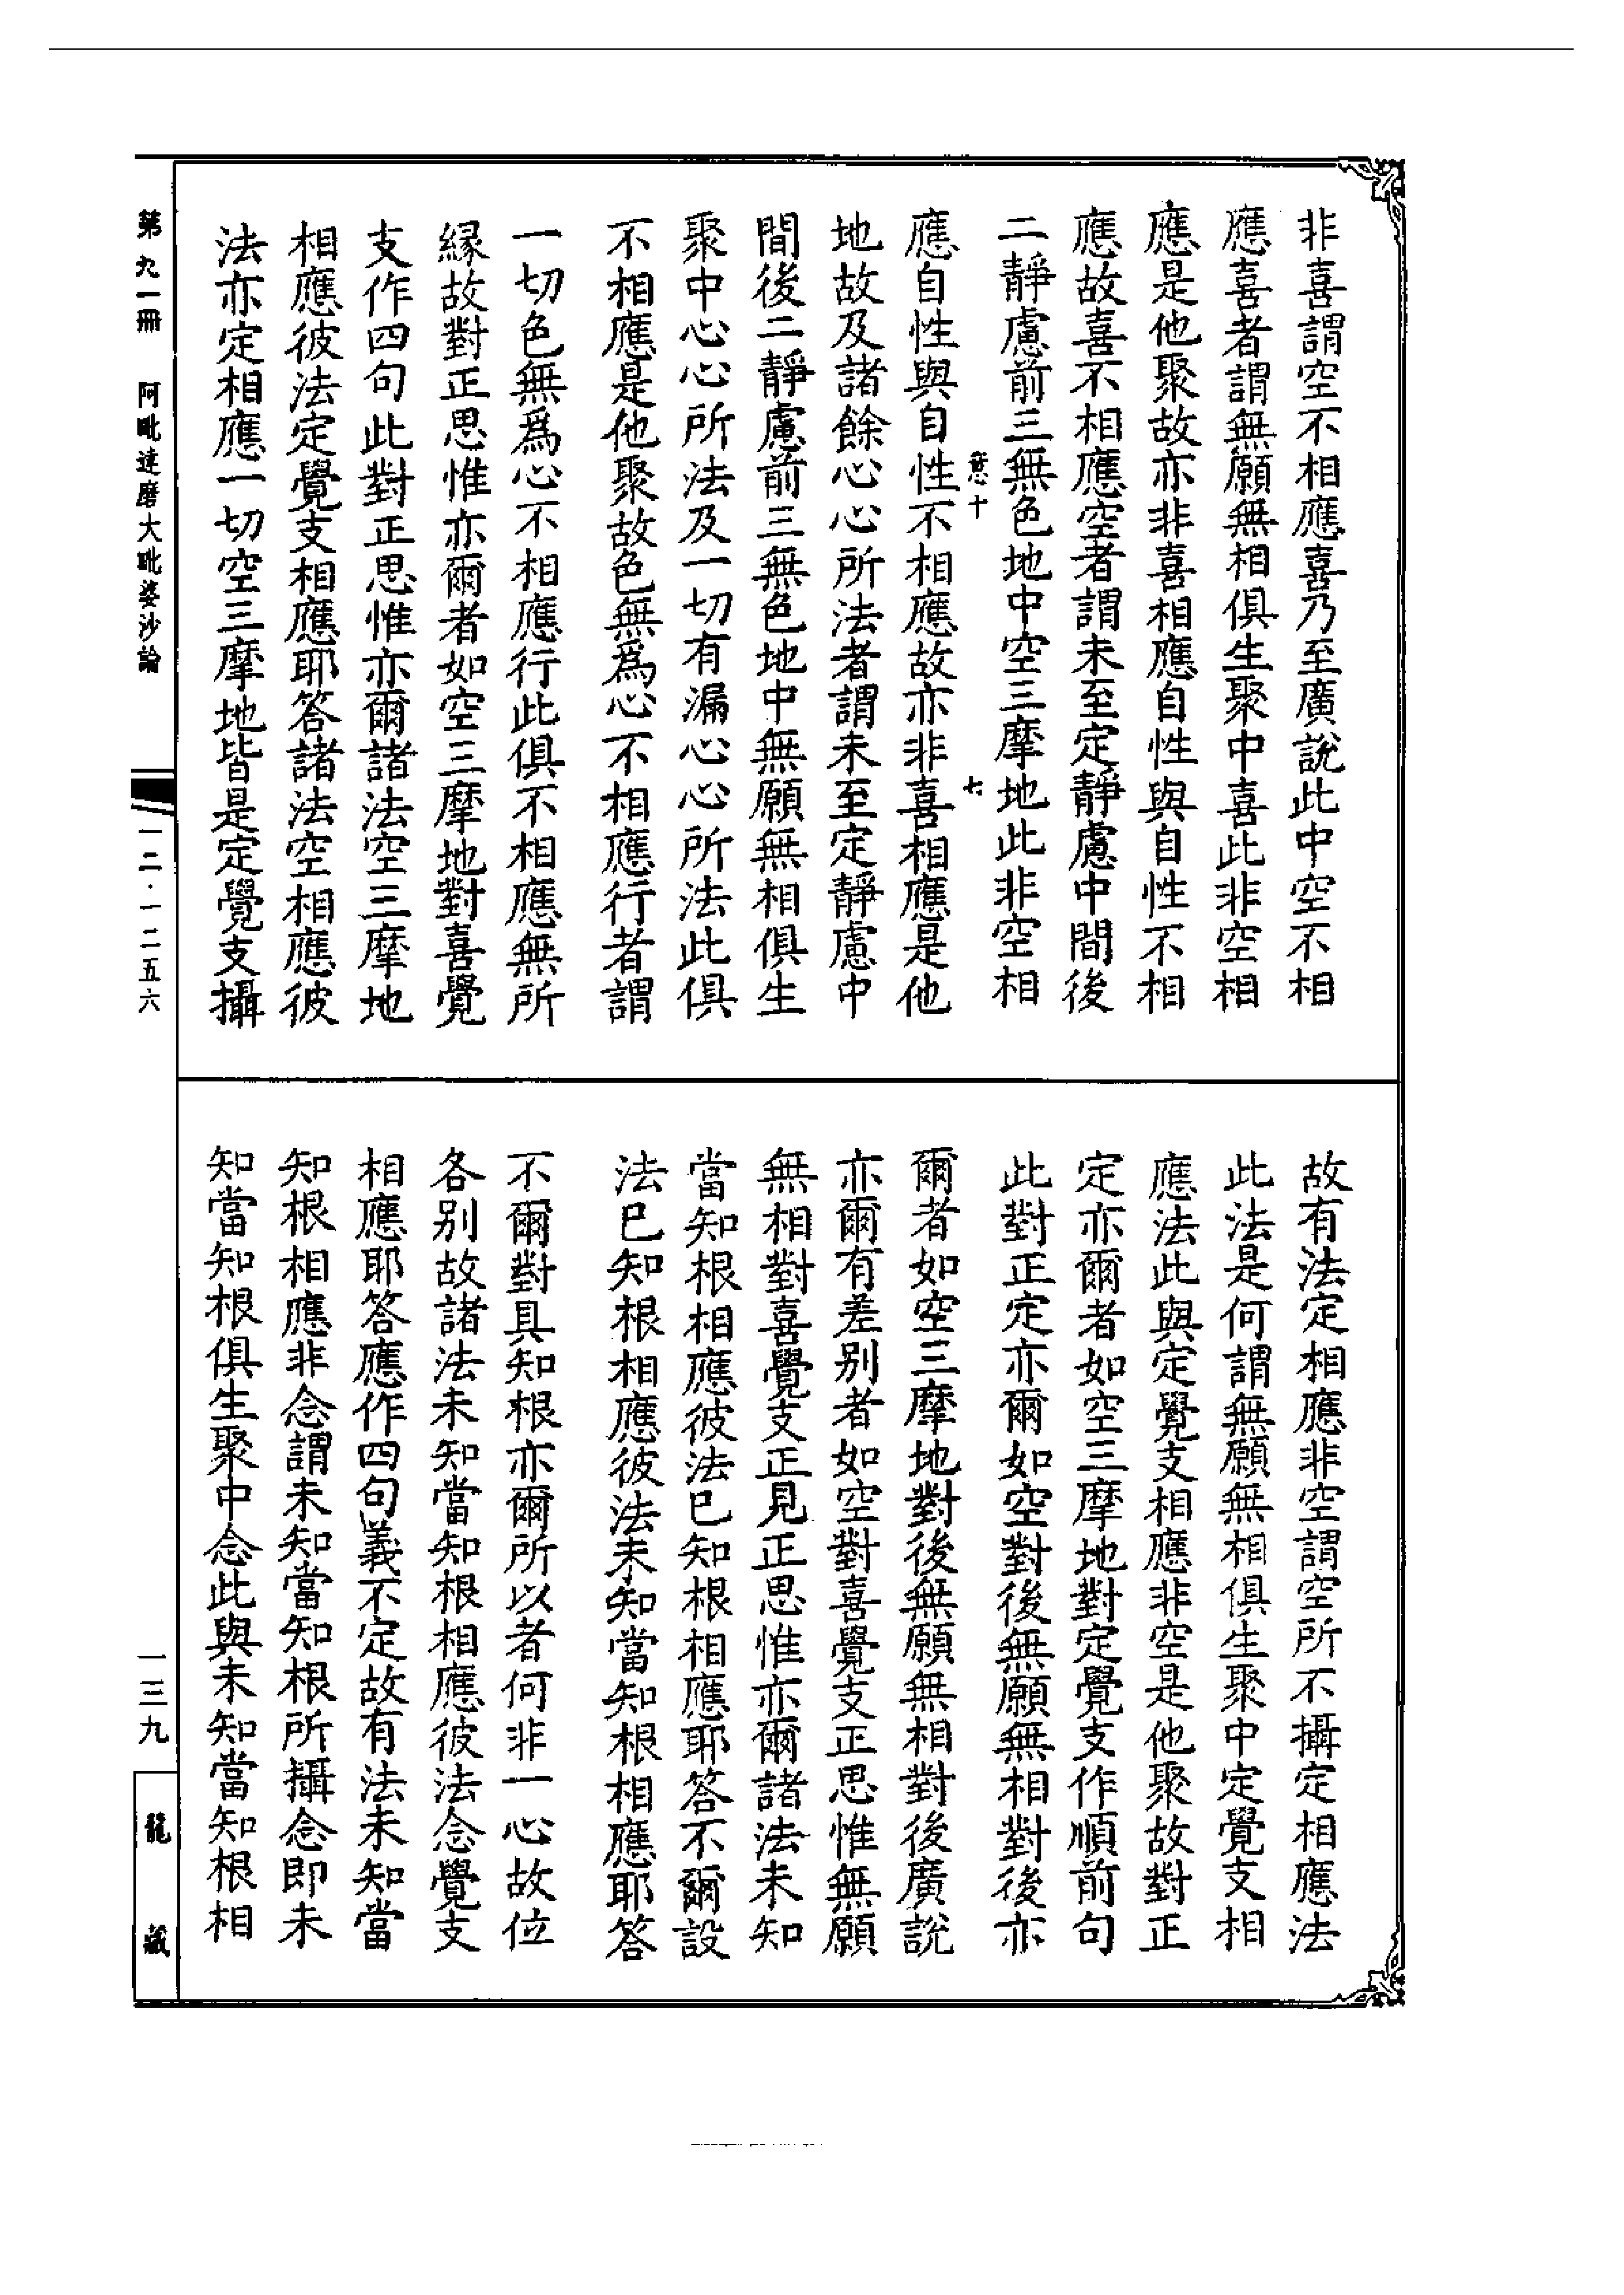 非喜謂空不相應喜乃至廣說此中空不相
應喜者謂無願無相俱生聚中喜此非空相
應是他聚故亦非喜相應自性與自性不相
應故喜不相應空者謂未至定靜慮中間後
二靜慮前三無色地中空三摩地此非空相
應自性與自性不相應故亦非喜相應是他
地故及諸餘心心所法者謂未至定靜慮中
間後二靜慮前三無色地中無願無相俱生
聚中心心所法及一切有漏心心所法此俱
不相應是他聚故色無為心不相應行者謂
一切色無為心不相應行此俱不相應無所
緣故對正思惟亦爾者如空三摩地對喜覺
支作四句此對正思惟亦爾諸法空三摩地
相應彼法定覺支相應耶答諸法空相應彼
法亦定相應一切空三摩地皆是定覺支攝
故有法定相應非空謂空所不攝定相應法
此法是何謂無願無相俱生聚中定覺支相
應法此與定覺支相應非空是他聚故對正
定亦爾者如空三摩地對定覺支作順前句
此對正定亦爾如空對後無願無相對後亦
爾者如空三摩地對後無願無相對後廣說
亦爾有差別者如空對喜覺支正思惟無願
無相對喜覺支正見正思惟亦爾諸法未知
當知根相應彼法已知根相應耶答不爾設
法已知根相應彼法未知當知根相應耶答
不爾對具知根亦爾所以者何非一心故位
各別故諸法未知當知根相應彼法念覺支
相應耶答應作四句義不定故有法未知當
知根相應非念謂未知當知根所攝念即未
知當知根俱生聚中念此與未知當知根相
第九一冊 阿毗達磨大毗婆沙論
一二·一二五六
一三九
龍藏
十
七